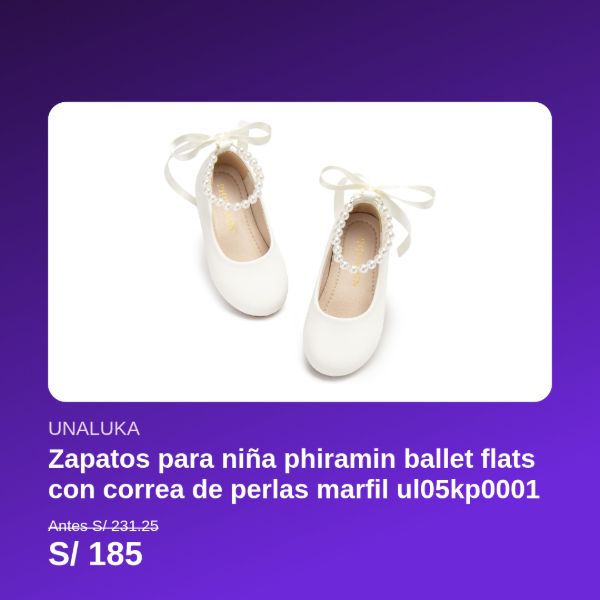 UNALUKA
Zapatos para niña phiramin ballet flats
con correa de perlas marfil ul05kp0001
Antes S/ 231.25
S/ 185